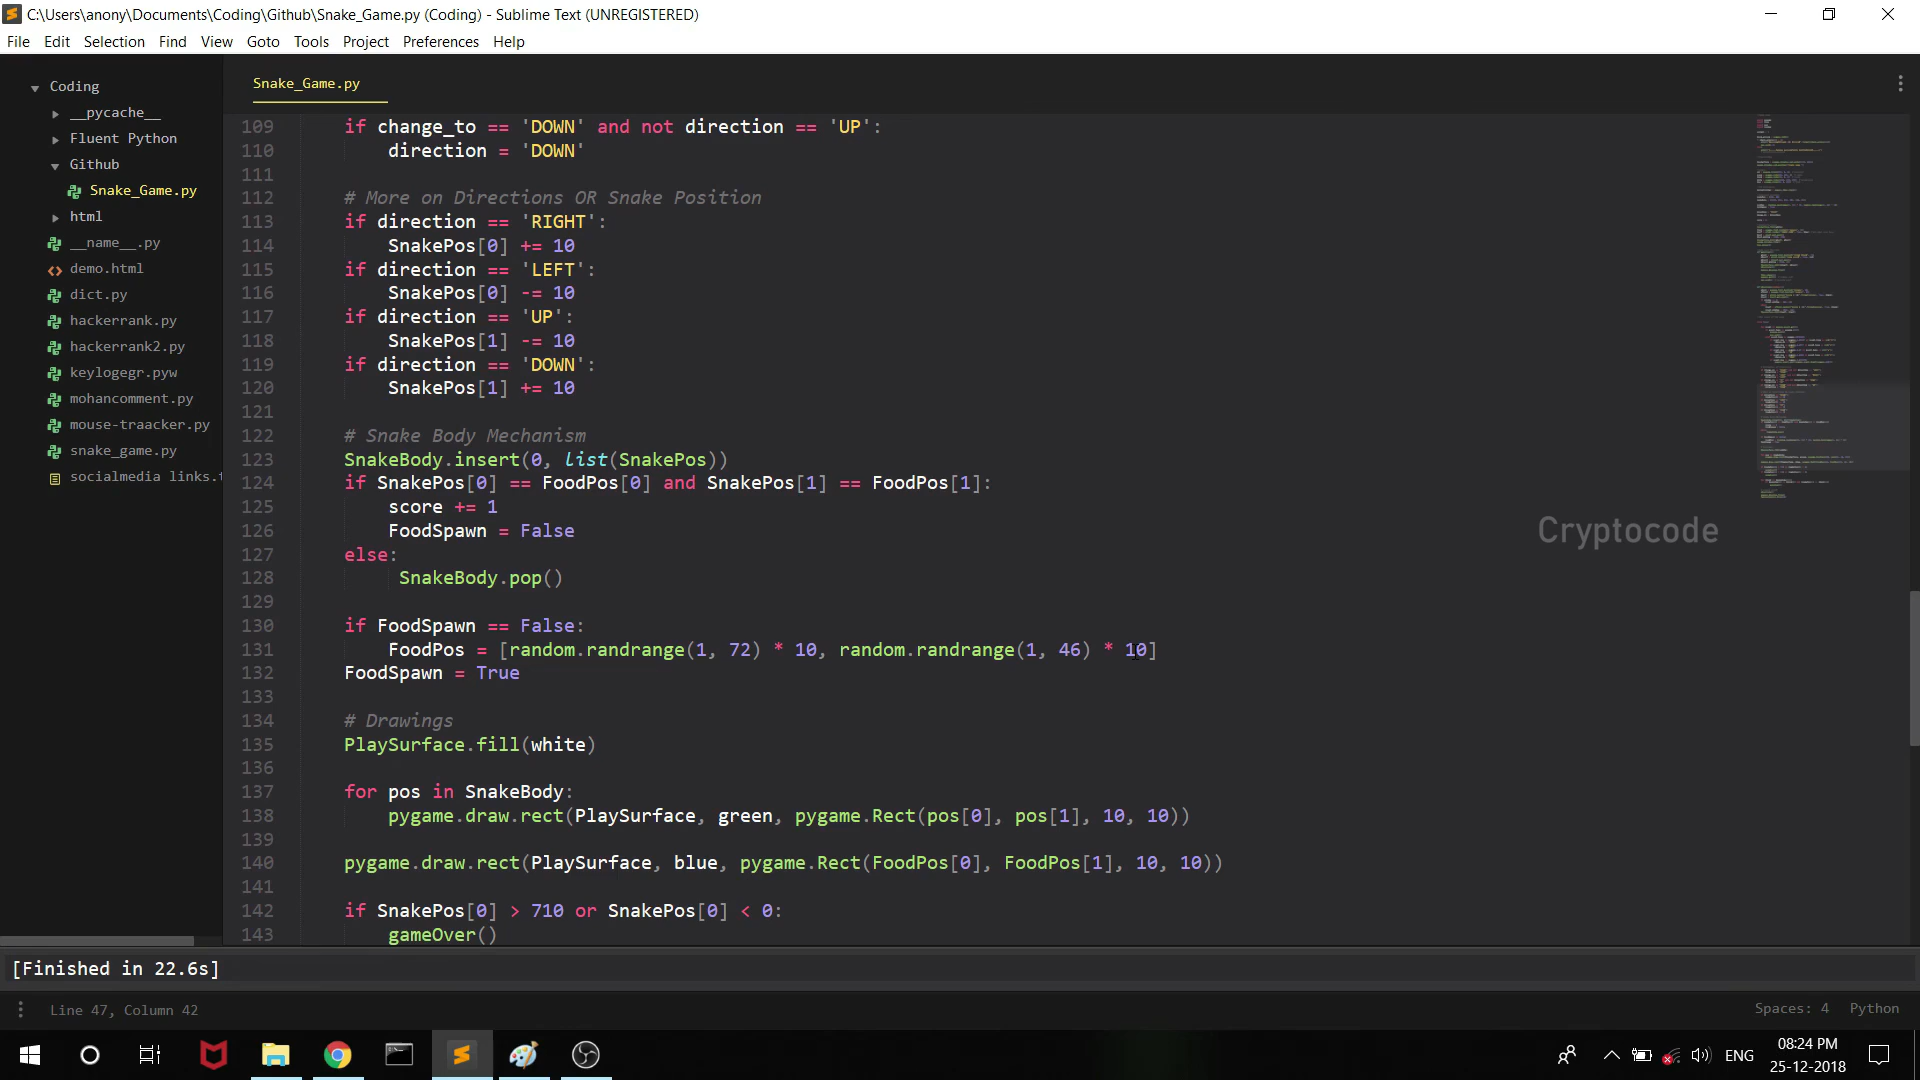 C:\Users\anony\Documents\Coding\Github\Snake_Game.py (Coding) - Sublime Text (UNREGISTERED)
File Edit Selection Find View Goto Tools Project Preferences Help
Coding
__pycache__
Fluent Python
Github
Snake_Game.py
html
__name__.py
demo.html
dict.py
hackerrank.py
hackerrank2.py
keylogegr.pyw
mohancomment.py
mouse-traacker.py
snake_game.py
socialmedia links.t
Snake_Game.py
109 if change_to == 'DOWN' and not direction == 'UP':
110 direction = 'DOWN'
111
112 # More on Directions OR Snake Position
113 if direction == 'RIGHT':
114 SnakePos[0] += 10
115 if direction == 'LEFT':
116 SnakePos[0] -= 10
117 if direction == 'UP':
118 SnakePos[1] -= 10
119 if direction == 'DOWN':
120 SnakePos[1] += 10
121
122 # Snake Body Mechanism
123 SnakeBody.insert(0, list(SnakePos))
124 if SnakePos[0] == FoodPos[0] and SnakePos[1] == FoodPos[1]:
125 score += 1
126 FoodSpawn = False
127 else:
128 SnakeBody.pop()
129
130 if FoodSpawn == False:
131 FoodPos = [random.randrange(1, 72) * 10, random.randrange(1, 46) * 10]
132 FoodSpawn = True
133
134 # Drawings
135 PlaySurface.fill(white)
136
137 for pos in SnakeBody:
138 pygame.draw.rect(PlaySurface, green, pygame.Rect(pos[0], pos[1], 10, 10))
139
140 pygame.draw.rect(PlaySurface, blue, pygame.Rect(FoodPos[0], FoodPos[1], 10, 10))
141
142 if SnakePos[0] > 710 or SnakePos[0] < 0:
143 gameOver()
Cryptocode
[Finished in 22.6s]
Line 47, Column 42
Spaces: 4 Python
ENG
08:24 PM
25-12-2018